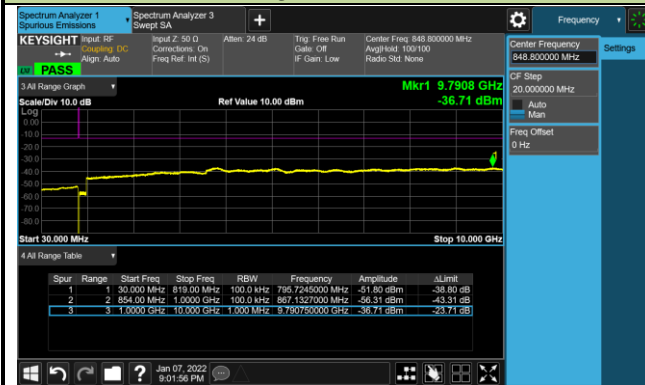 Spectrum Analyzer 1
Spurious Emissions
Spectrum Analyzer 3
Swept SA
+
Frequency
KEYSIGHT
Input: RF
Coupling: DC
Align: Auto
Input Z: 50 Ω
Corrections: On
Freq Ref: Int (S)
Atten: 24 dB
Trig: Free Run
Gate: Off
IF Gain: Low
Center Freq: 848.800000 MHz
Avg|Hold: 100/100
Radio Std: None
PASS
Center Frequency
848.800000 MHz
Settings
CF Step
20.000000 MHz
Auto
Man
Freq Offset
0 Hz
3 All Range Graph
Mkr1 9.7908 GHz
Scale/Div 10.0 dB
Ref Value 10.00 dBm
-36.71 dBm
Log
0.00
-10.0
-20.0
-30.0
-40.0
-50.0
-60.0
-70.0
-80.0
Start 30.000 MHz
Stop 10.000 GHz
4 All Range Table
Spur Range Start Freq Stop Freq RBW Frequency Amplitude ΔLimit
1 1 30.000 MHz 819.00 MHz 100.0 kHz 795.7245000 MHz -51.80 dBm -38.80 dB
2 2 854.00 MHz 1.0000 GHz 100.0 kHz 867.1327000 MHz -56.31 dBm -43.31 dB
3 3 1.0000 GHz 10.000 GHz 1.000 MHz 9.790750000 GHz -36.71 dBm -23.71 dB
?
Jan 07, 2022
9:01:56 PM